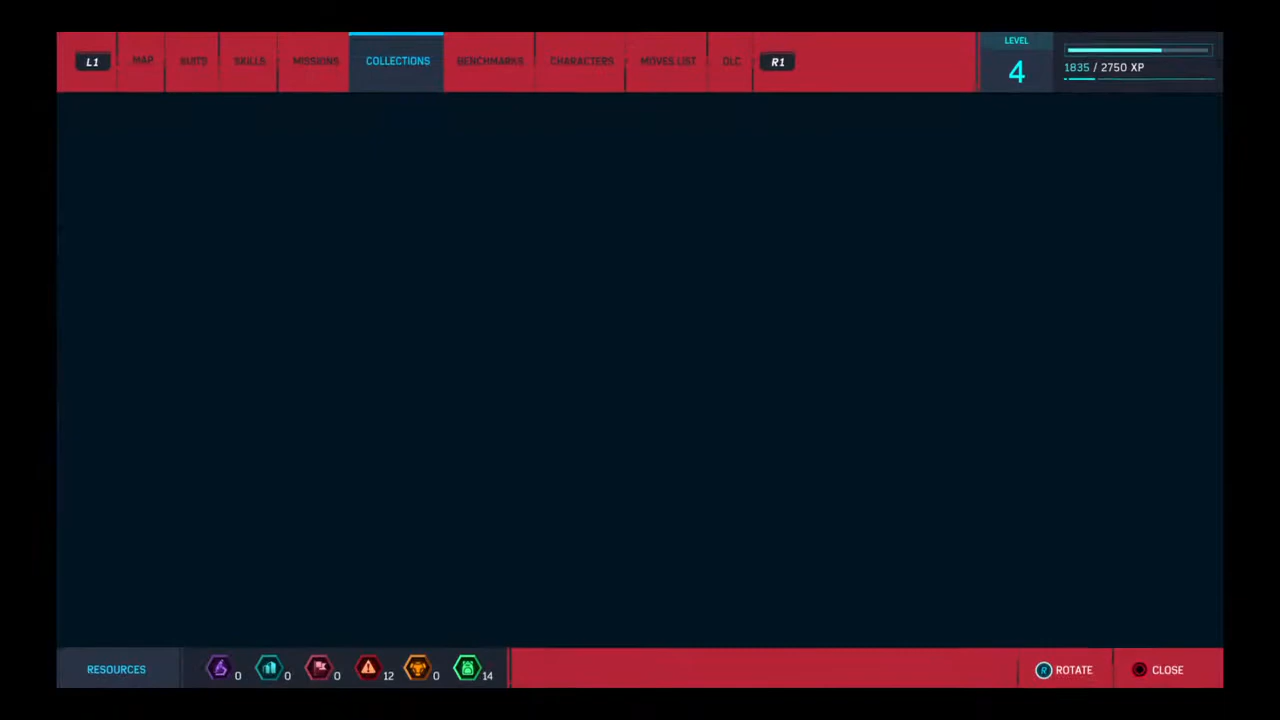 L1 MAP SUITS SKILLS MISSIONS COLLECTIONS BENCHMARKS CHARACTERS MOVES LIST DLC R1
LEVEL
4
1835 / 2750 XP
RESOURCES 0 0 0 12 0 14 R ROTATE CLOSE